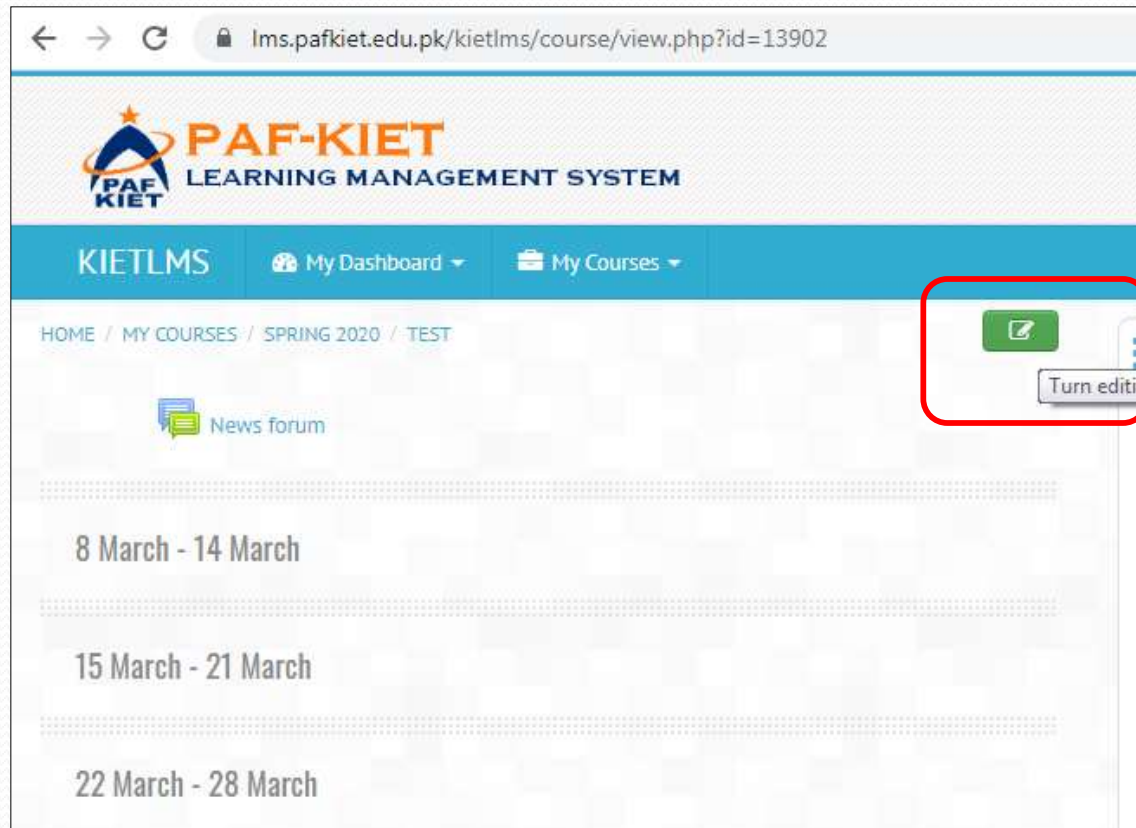 lms.pafkiet.edu.pk/kietlms/course/view.php?id=13902
PAF-KIET
LEARNING MANAGEMENT SYSTEM
PAF
KIET
KIETLMS My Dashboard My Courses
HOME / MY COURSES / SPRING 2020 / TEST
Turn editi
News forum
8 March - 14 March
15 March - 21 March
22 March - 28 March